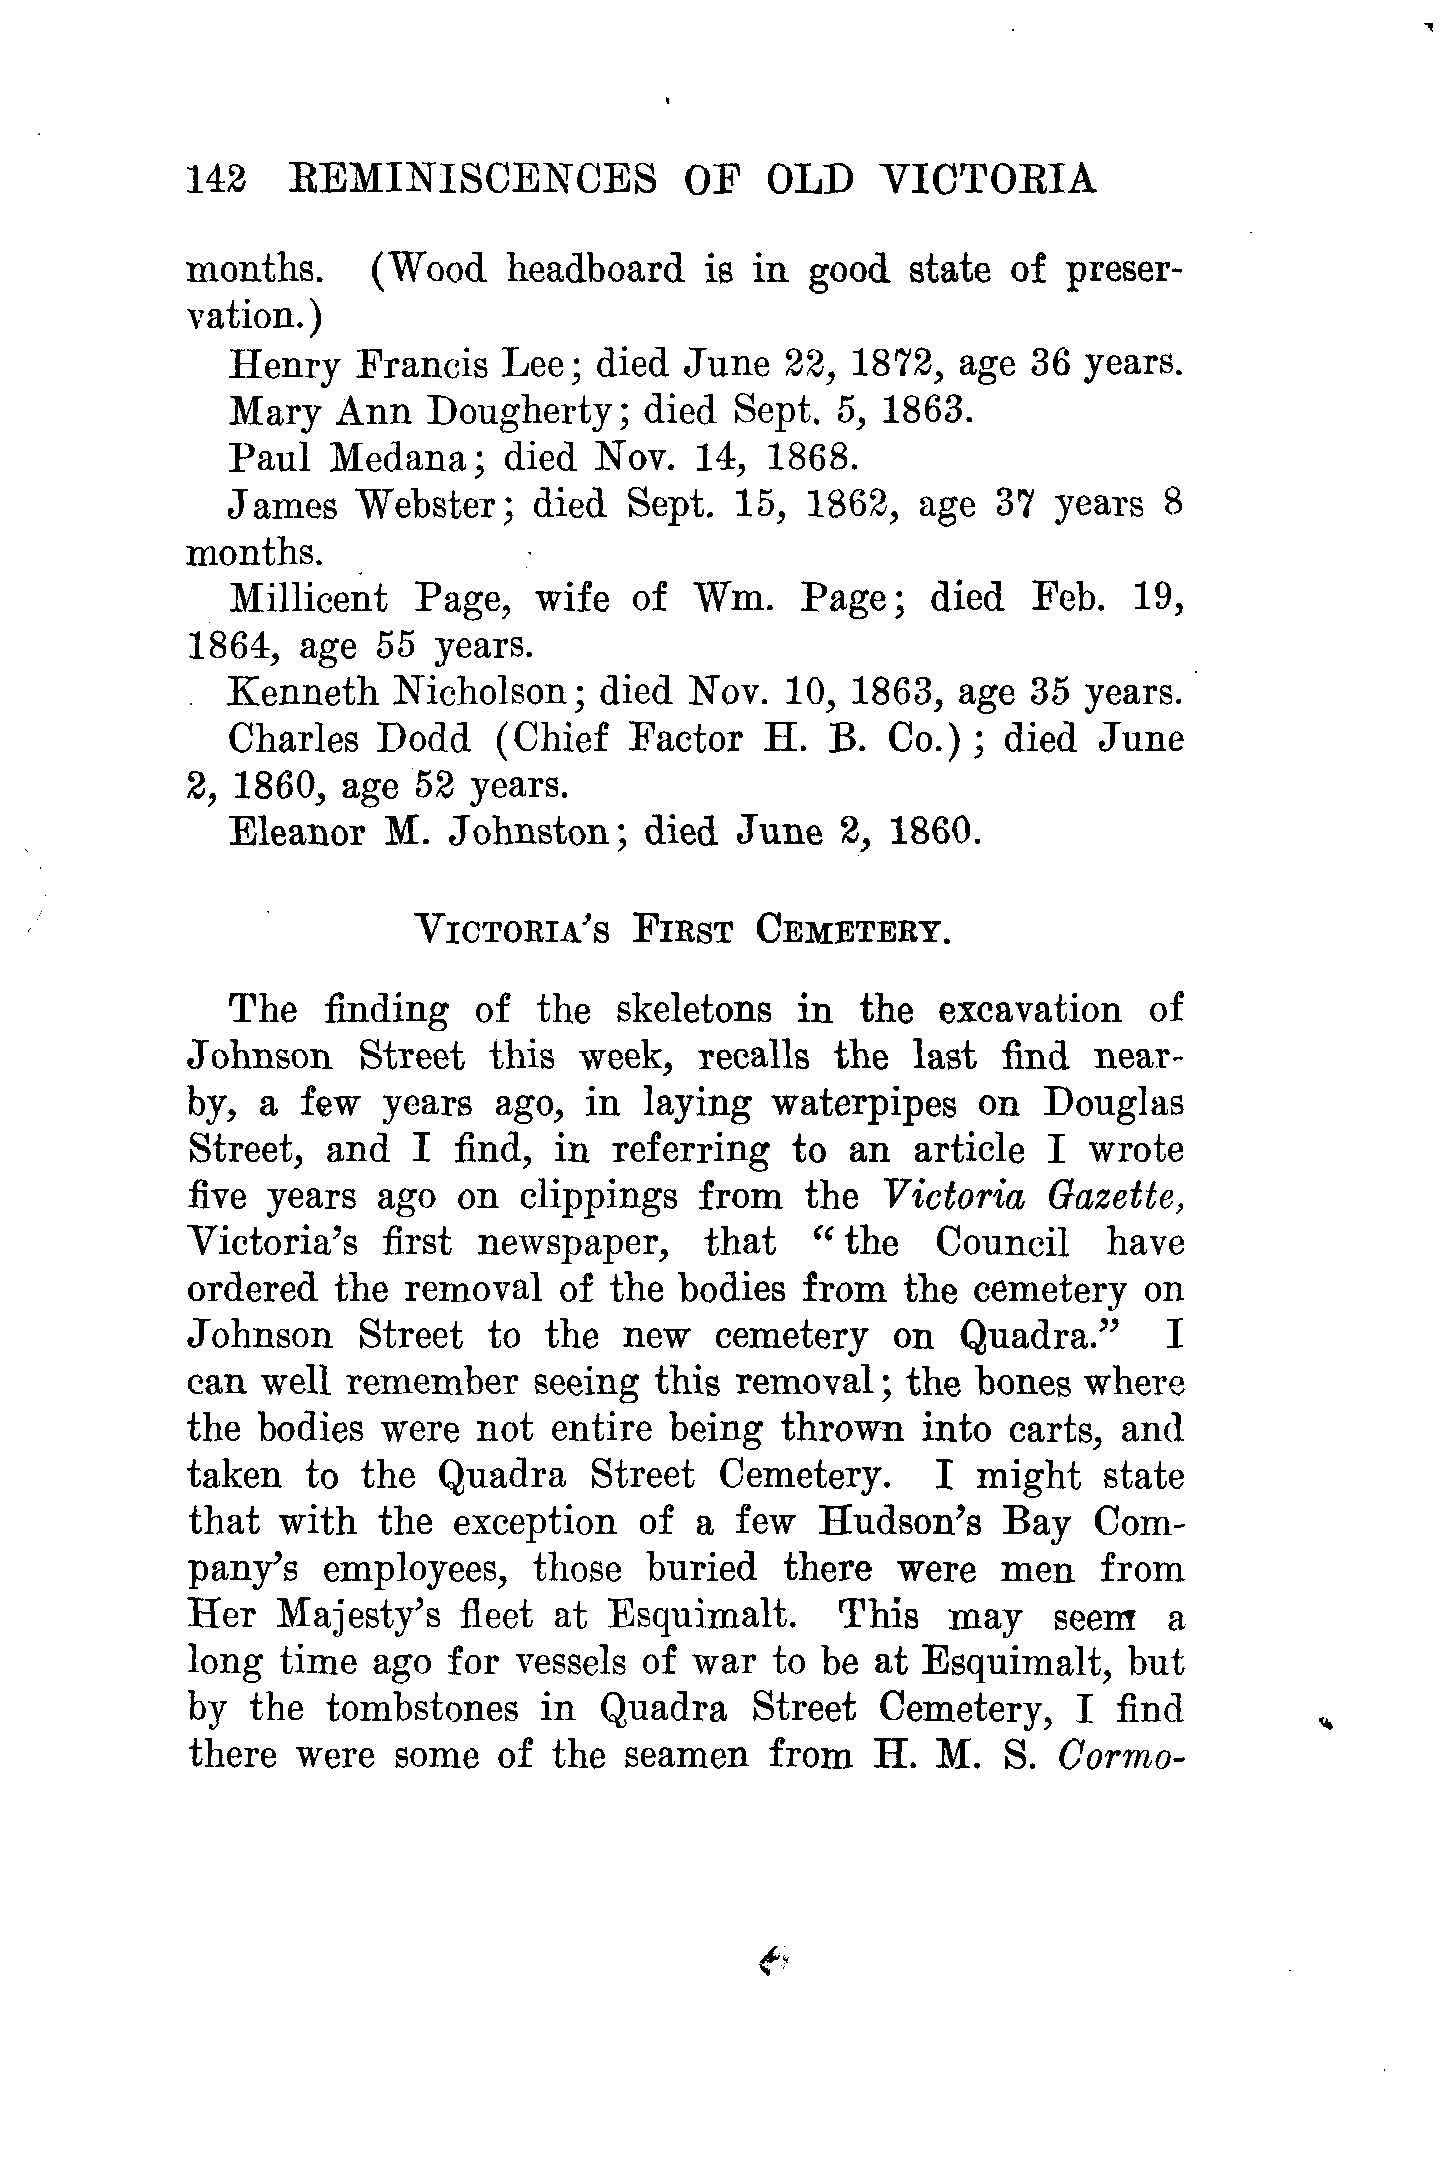 142 REMINISCENCES OF OLD VICTORIA
months. (Wood headboard is in good state of preser-
vation.)
Henry Francis Lee; died June 22, 1872, age 36 years.
Mary Ann Dougherty; died Sept. 5, 1863.
Paul Medana; died Nov. 14, 1868.
James Webster; died Sept. 15, 1862, age 37 years 8
months.
Millicent Page, wife of Wm. Page; died Feb. 19,
1864, age 55 years.
Kenneth Nicholson; died Nov. 10, 1863, age 35 years.
Charles Dodd (Chief Factor H. B. Co.); died June
2, 1860, age 52 years.
Eleanor M. Johnston; died June 2, 1860.
VICTORIA'S FIRST CEMETERY.
The finding of the skeletons in the excavation of
Johnson Street this week, recalls the last find near-
by, a few years ago, in laying waterpipes on Douglas
Street, and I find, in referring to an article I wrote
five years ago on clippings from the Victoria Gazette,
Victoria's first newspaper, that "the Council have
ordered the removal of the bodies from the cemetery on
Johnson Street to the new cemetery on Quadra." I
can well remember seeing this removal; the bones where
the bodies were not entire being thrown into carts, and
taken to the Quadra Street Cemetery. I might state
that with the exception of a few Hudson's Bay Com-
pany's employees, those buried there were men from
Her Majesty's fleet at Esquimalt. This may seem a
long time ago for vessels of war to be at Esquimalt, but
by the tombstones in Quadra Street Cemetery, I find
there were some of the seamen from H. M. S. Cormo-